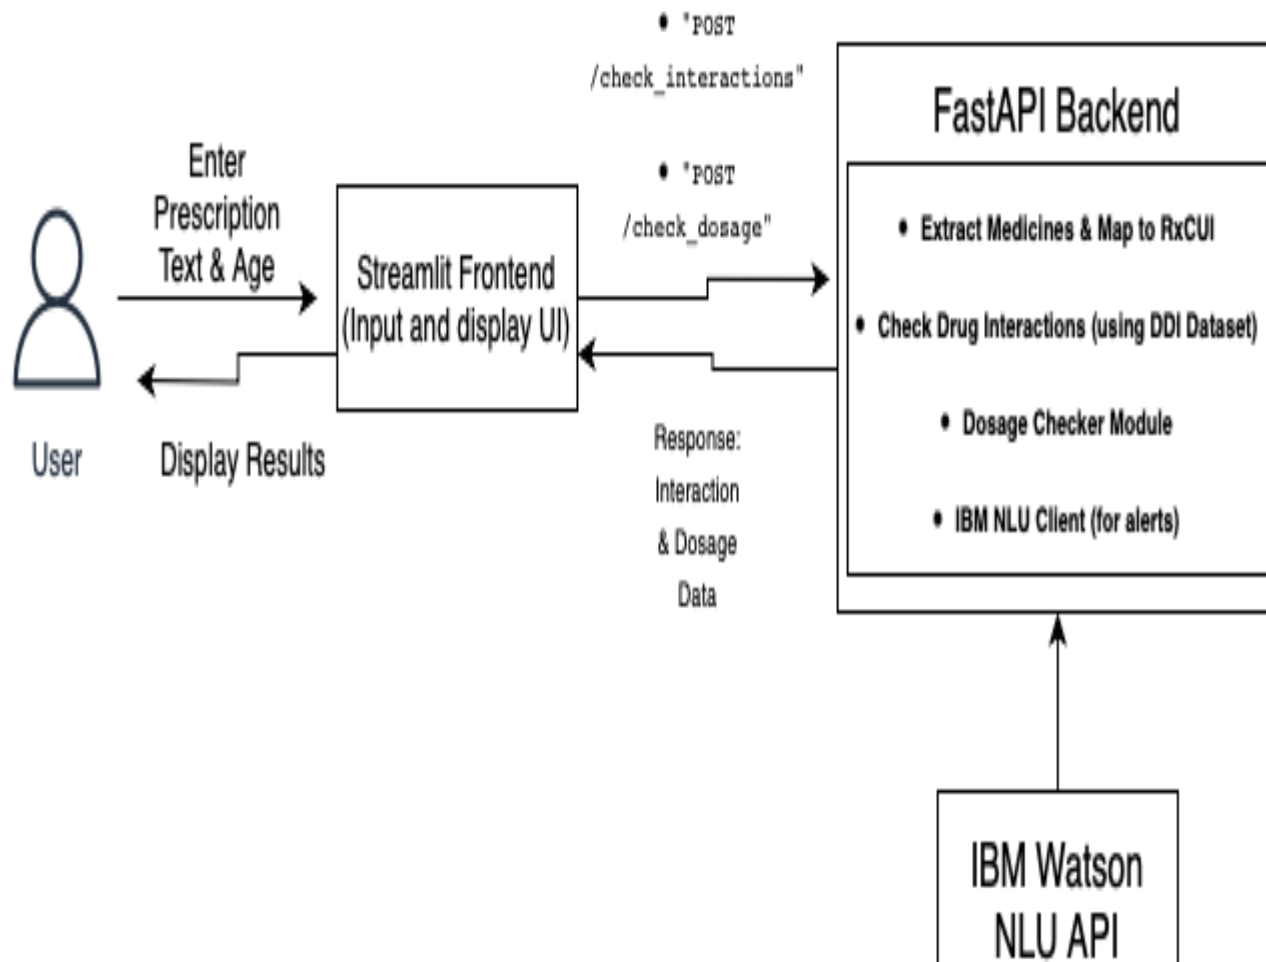 • "POST
/check_interactions"
FastAPI Backend
Enter
Prescription
Text & Age
• "POST
/check_dosage"
• Extract Medicines & Map to RxCUI
Streamlit Frontend
(Input and display UI)
• Check Drug Interactions (using DDI Dataset)
• Dosage Checker Module
• IBM NLU Client (for alerts)
User
Display Results
Response:
Interaction
& Dosage
Data
IBM Watson
NLU API